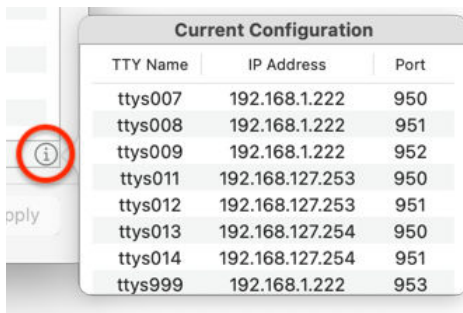 Current Configuration
TTY Name IP Address Port
ttys007 192.168.1.222 950
ttys008 192.168.1.222 951
ttys009 192.168.1.222 952
ttys011 192.168.127.253 950
ttys012 192.168.127.253 951
ttys013 192.168.127.254 950
ttys014 192.168.127.254 951
ttys999 192.168.1.222 953
i
pply